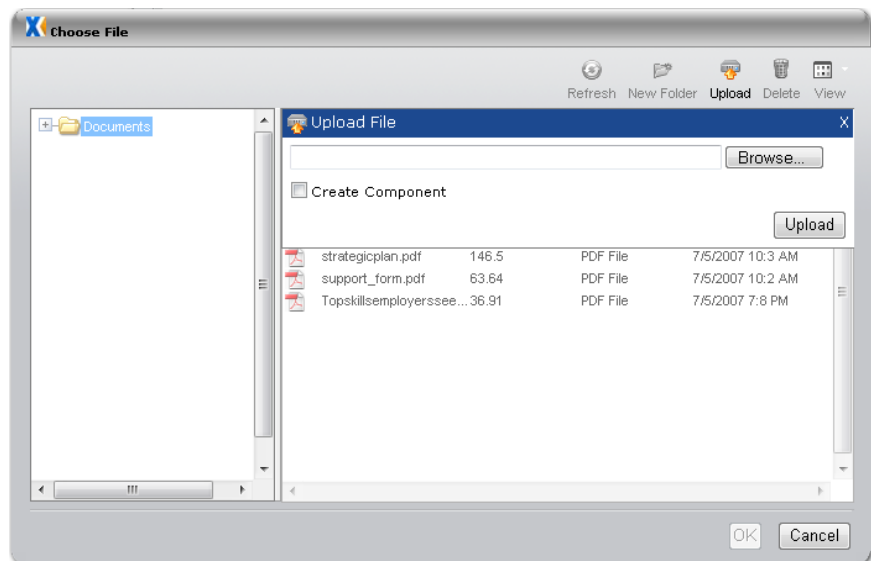 Choose File
Refresh New Folder Upload Delete View
Documents
Upload File X
Browse...
Create Component
Upload
strategicplan.pdf 146.5 PDF File 7/5/2007 10:3 AM
support_form.pdf 63.64 PDF File 7/5/2007 10:2 AM
Topskillsemployerssee... 36.91 PDF File 7/5/2007 7:8 PM
OK Cancel